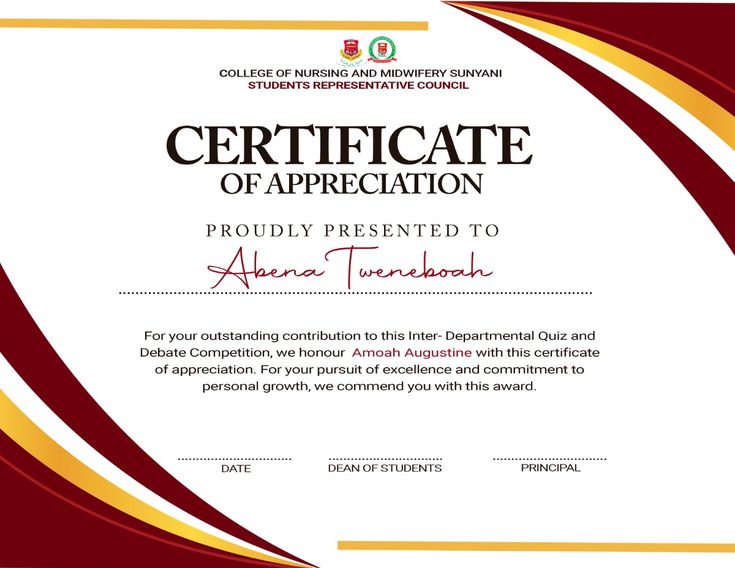 COLLEGE OF NURSING AND MIDWIFERY SUNYANI
STUDENTS REPRESENTATIVE COUNCIL
CERTIFICATE
OF APPRECIATION
PROUDLY PRESENTED TO
Abena Tweneboah
For your outstanding contribution to this Inter- Departmental Quiz and
Debate Competition, we honour Amoah Augustine with this certificate
of appreciation. For your pursuit of excellence and commitment to
personal growth, we commend you with this award.
DATE
DEAN OF STUDENTS
PRINCIPAL